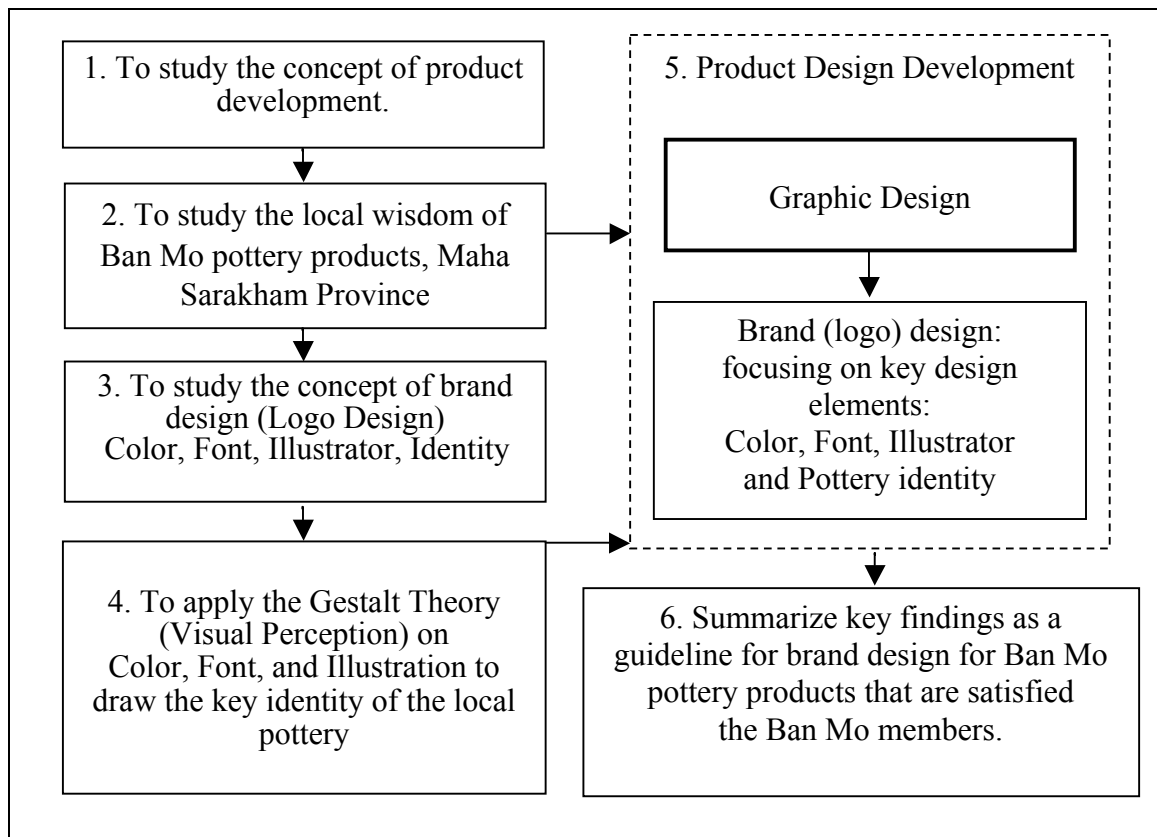 1. To study the concept of product
development.
2. To study the local wisdom of
Ban Mo pottery products, Maha
Sarakham Province
3. To study the concept of brand
design (Logo Design)
Color, Font, Illustrator, Identity
4. To apply the Gestalt Theory
(Visual Perception) on
Color, Font, and Illustration to
draw the key identity of the local
pottery
5. Product Design Development
Graphic Design
Brand (logo) design:
focusing on key design
elements:
Color, Font, Illustrator
and Pottery identity
6. Summarize key findings as a
guideline for brand design for Ban Mo
pottery products that are satisfied
the Ban Mo members.